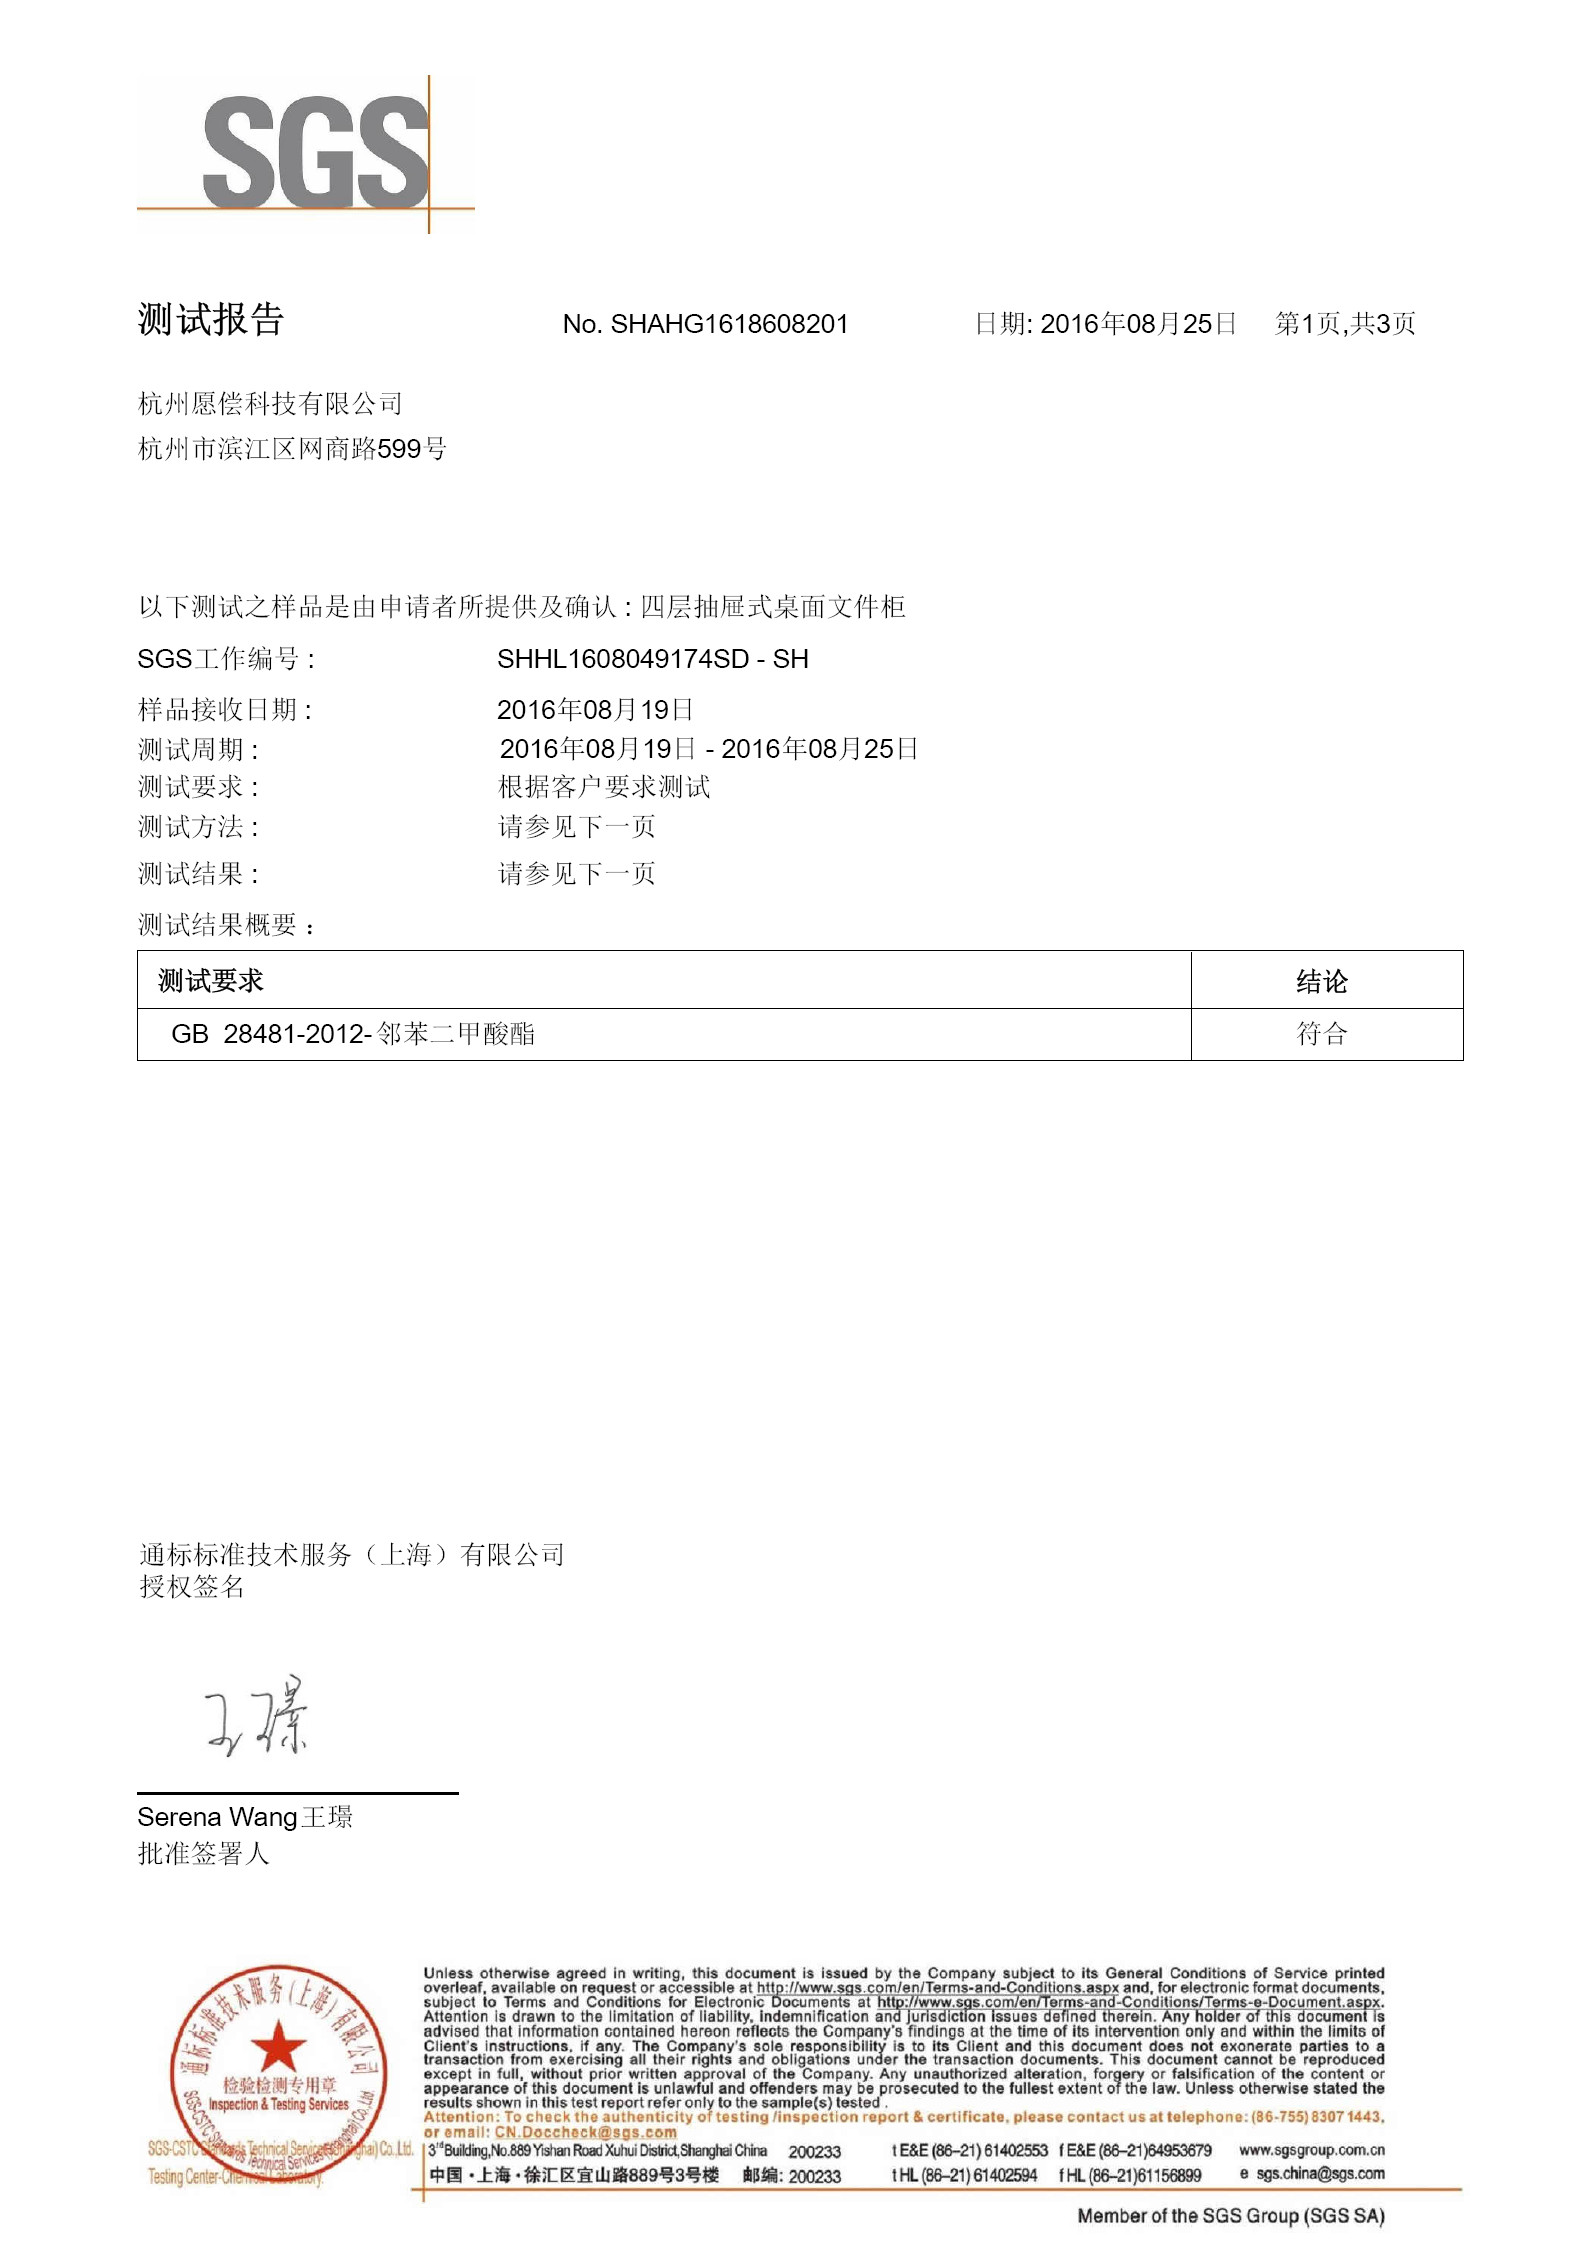 SGS
测试报告 No. SHAHG1618608201 日期: 2016年08月25日 第1页,共3页
杭州愿偿科技有限公司
杭州市滨江区网商路599号
以下测试之样品是由申请者所提供及确认 : 四层抽屉式桌面文件柜
SGS工作编号 : SHHL1608049174SD - SH
样品接收日期 : 2016年08月19日
测试周期 : 2016年08月19日 - 2016年08月25日
测试要求 : 根据客户要求测试
测试方法 : 请参见下一页
测试结果 : 请参见下一页
测试结果概要 :
测试要求 结论
GB 28481-2012-邻苯二甲酸酯 符合
通标标准技术服务（上海）有限公司
授权签名
王璟
Serena Wang王璟
批准签署人
通标标准技术服务(上海)有限公司
检验检测专用章
Inspection & Testing Services
SGS-CSTC Standards Technical Services (Shanghai) Co.,Ltd.
SGS-CSTC Standards Technical Services (Shanghai) Co.,Ltd.
Testing Center-Chemical Laboratory.
Unless otherwise agreed in writing, this document is issued by the Company subject to its General Conditions of Service printed
overleaf, available on request or accessible at http://www.sgs.com/en/Terms-and-Conditions.aspx and, for electronic format documents,
subject to Terms and Conditions for Electronic Documents at http://www.sgs.com/en/Terms-and-Conditions/Terms-e-Document.aspx.
Attention is drawn to the limitation of liability, indemnification and jurisdiction issues defined therein. Any holder of this document is
advised that information contained hereon reflects the Company's findings at the time of its intervention only and within the limits of
Client's instructions, if any. The Company's sole responsibility is to its Client and this document does not exonerate parties to a
transaction from exercising all their rights and obligations under the transaction documents. This document cannot be reproduced
except in full, without prior written approval of the Company. Any unauthorized alteration, forgery or falsification of the content or
appearance of this document is unlawful and offenders may be prosecuted to the fullest extent of the law. Unless otherwise stated the
results shown in this test report refer only to the sample(s) tested .
Attention: To check the authenticity of testing /inspection report & certificate, please contact us at telephone: (86-755) 8307 1443,
or email: CN.Doccheck@sgs.com
3rd Building,No.889 Yishan Road Xuhui District,Shanghai China 200233 t E&E (86–21) 61402553 f E&E (86–21)64953679 www.sgsgroup.com.cn
中国・上海・徐汇区宜山路889号3号楼 邮编: 200233 t HL (86–21) 61402594 f HL (86–21)61156899 e sgs.china@sgs.com
Member of the SGS Group (SGS SA)